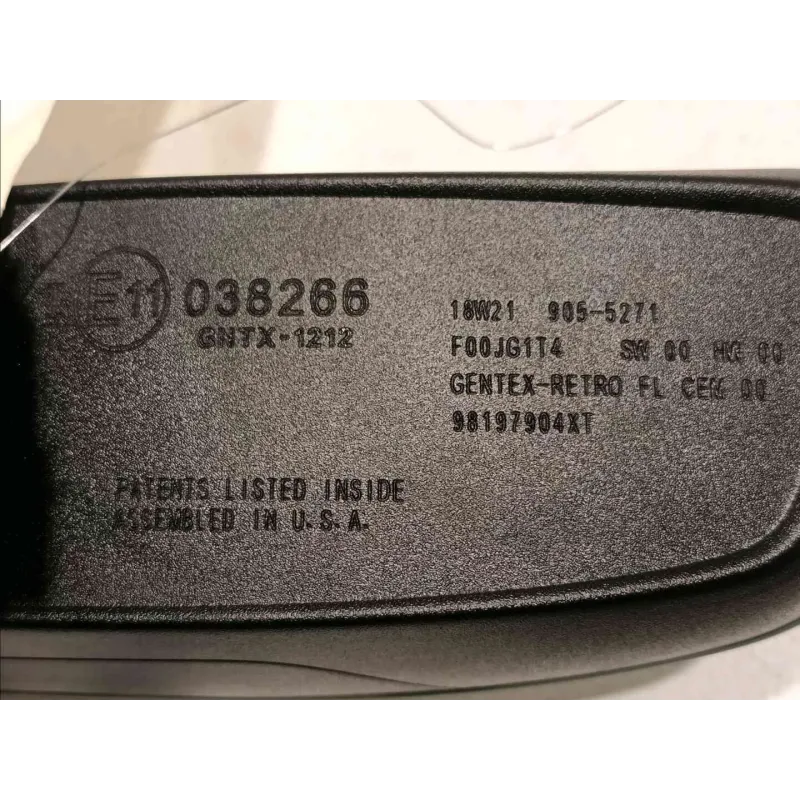 E11 038266
GNTX-1212
18W21 905-5271
F00JG1T4 SW 00 HW 00
GENTEX-RETRO FL CEM 00
98197904XT
PATENTS LISTED INSIDE
ASSEMBLED IN U.S.A.